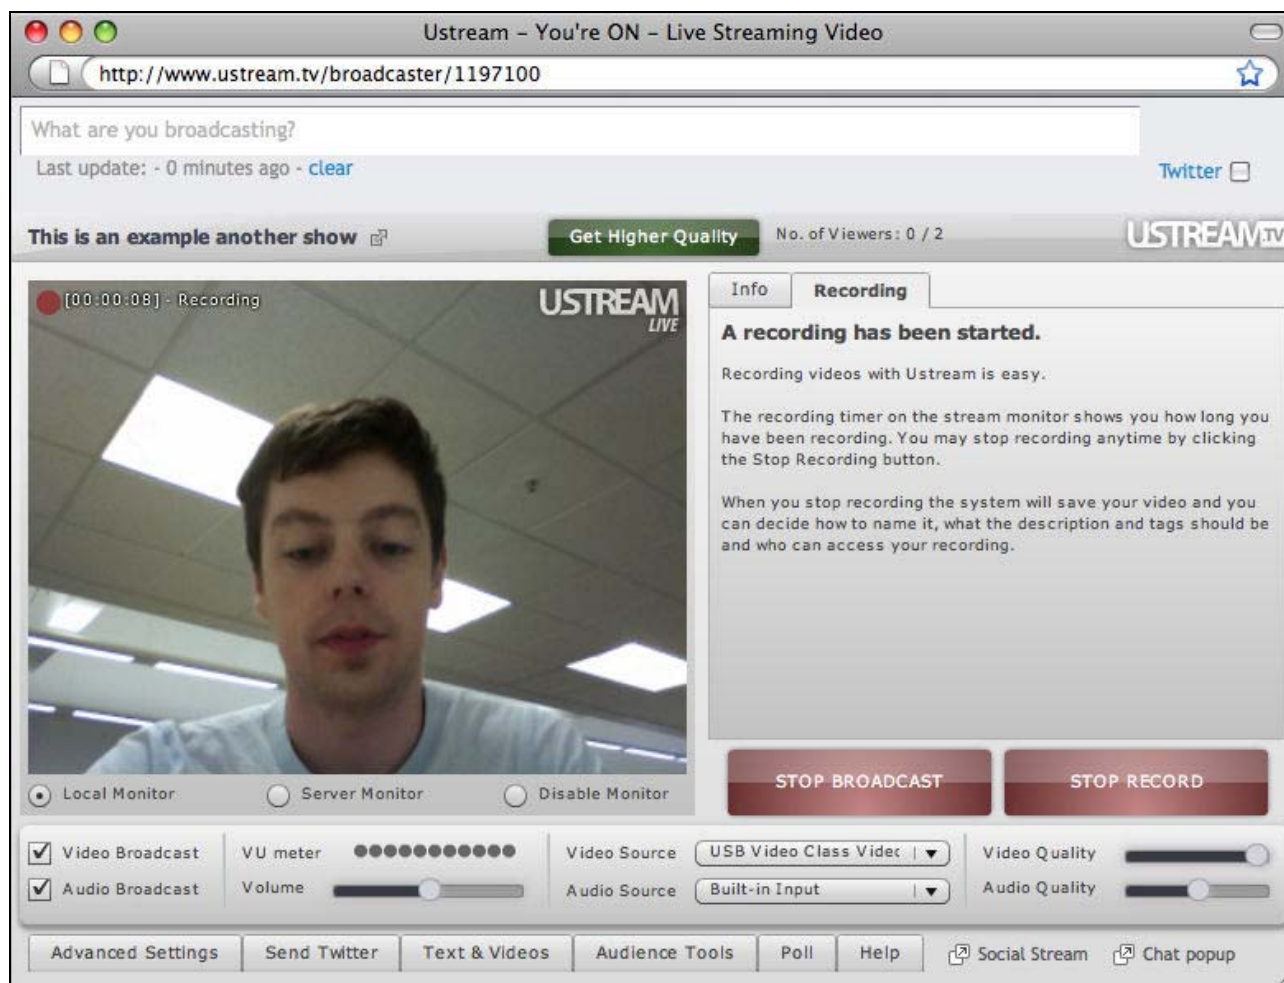 Ustream – You're ON – Live Streaming Video
http://www.ustream.tv/broadcaster/1197100
What are you broadcasting?
Last update: - 0 minutes ago - clear
Twitter
This is an example another show
Get Higher Quality
No. of Viewers: 0 / 2
USTREAM TV
[00:00:08] - Recording
USTREAM
LIVE
Info
Recording
A recording has been started.
Recording videos with Ustream is easy.
The recording timer on the stream monitor shows you how long you
have been recording. You may stop recording anytime by clicking
the Stop Recording button.
When you stop recording the system will save your video and you
can decide how to name it, what the description and tags should be
and who can access your recording.
STOP BROADCAST
STOP RECORD
Local Monitor
Server Monitor
Disable Monitor
Video Broadcast
VU meter
Video Source
USB Video Class Videc
Video Quality
Audio Broadcast
Volume
Audio Source
Built-in Input
Audio Quality
Advanced Settings
Send Twitter
Text & Videos
Audience Tools
Poll
Help
Social Stream
Chat popup